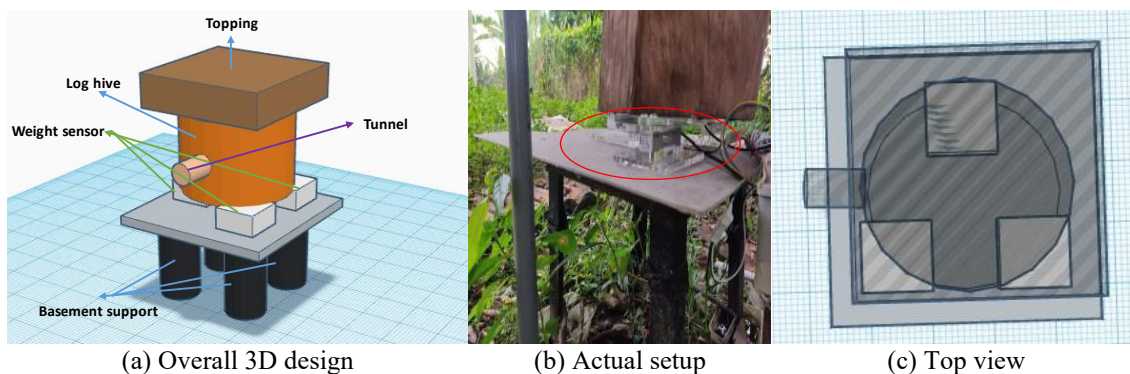 Topping
Log hive
Weight sensor
Tunnel
Basement support
(a) Overall 3D design
(b) Actual setup
(c) Top view